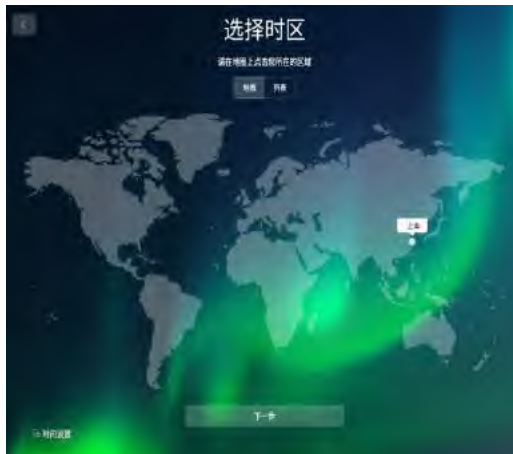 选择时区
请在地图上点击您所在的区域
地图 列表
上海
下一步
时间设置